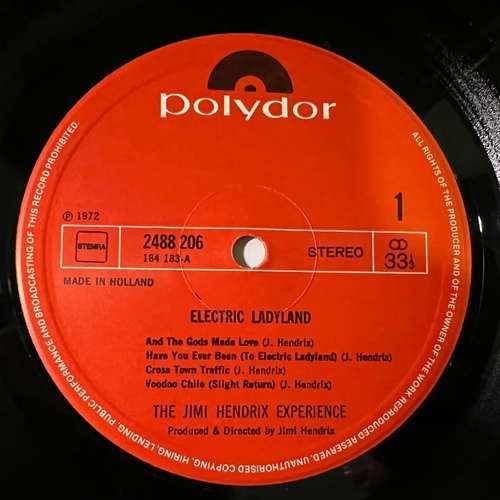 polydor
1
℗ 1972
STEMRA
2488 206
184 183-A
STEREO
33⅓
MADE IN HOLLAND
ELECTRIC LADYLAND
And The Gods Made Love (J. Hendrix)
Have You Ever Been (To Electric Ladyland) (J. Hendrix)
Cross Town Traffic (J. Hendrix)
Voodoo Chile (Slight Return) (J. Hendrix)
THE JIMI HENDRIX EXPERIENCE
Produced & Directed by Jimi Hendrix
ALL RIGHTS OF THE PRODUCER AND OF THE OWNER OF THE WORK REPRODUCED RESERVED. UNAUTHORISED COPYING, HIRING, LENDING, PUBLIC PERFORMANCE AND BROADCASTING OF THIS RECORD PROHIBITED.